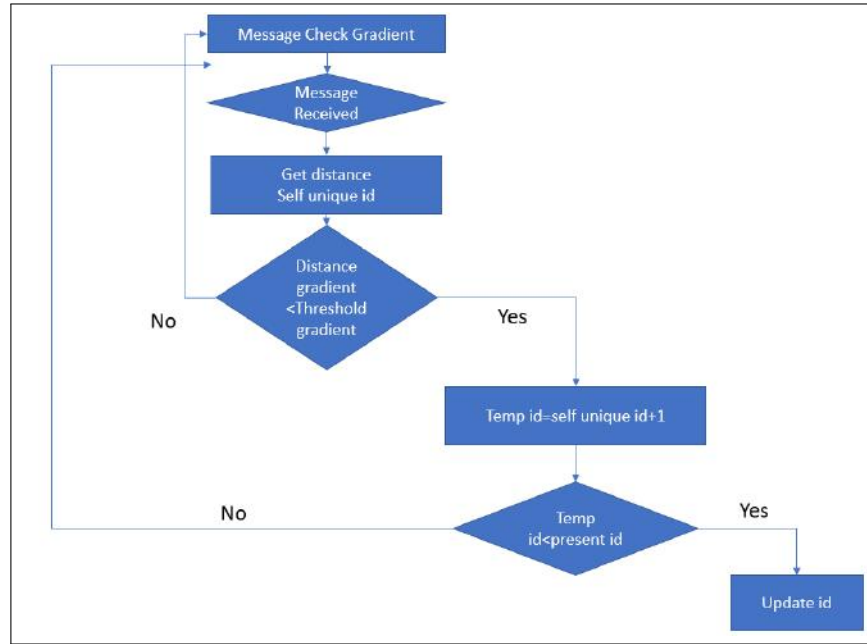 Message Check Gradient
Message
Received
Get distance
Self unique id
Distance
gradient
<Threshold
gradient
No
Yes
Temp id=self unique id+1
No
Temp
id<present id
Yes
Update id